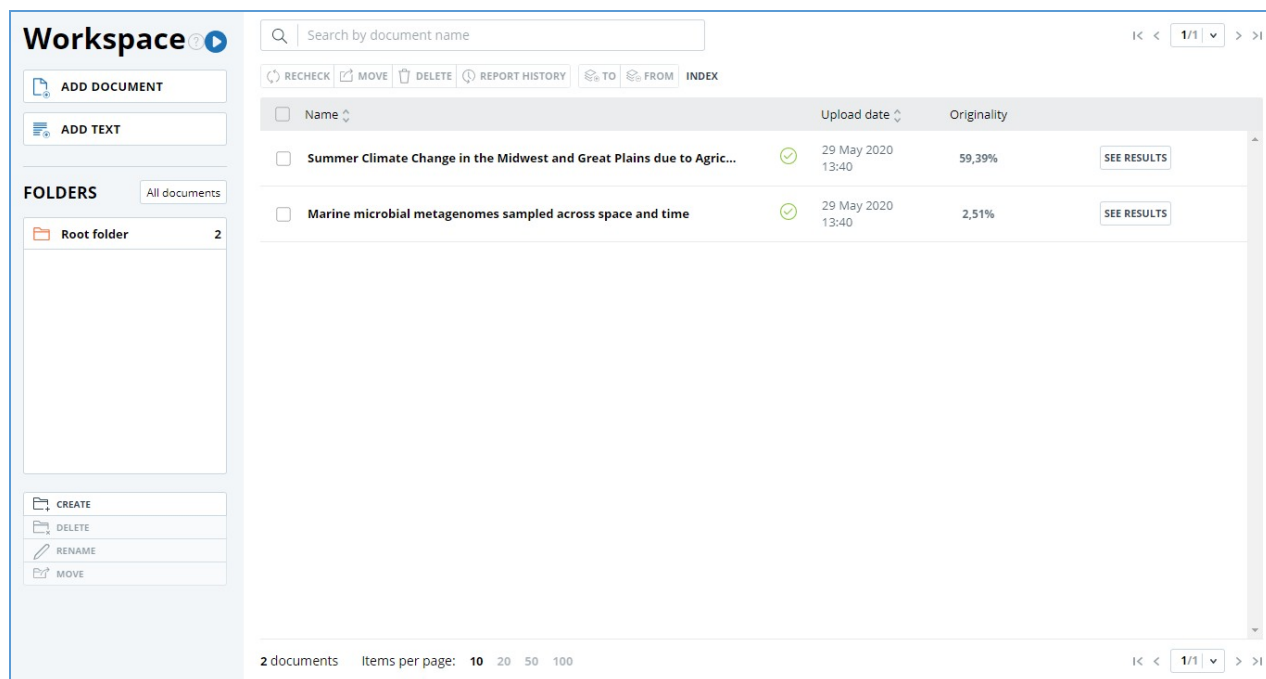 Workspace ?
ADD DOCUMENT
ADD TEXT
FOLDERS All documents
Root folder 2
CREATE
DELETE
RENAME
MOVE
Search by document name
1/1
RECHECK MOVE DELETE REPORT HISTORY TO FROM INDEX
Name Upload date Originality
Summer Climate Change in the Midwest and Great Plains due to Agric... 29 May 2020 13:40 59,39% SEE RESULTS
Marine microbial metagenomes sampled across space and time 29 May 2020 13:40 2,51% SEE RESULTS
2 documents Items per page: 10 20 50 100 1/1